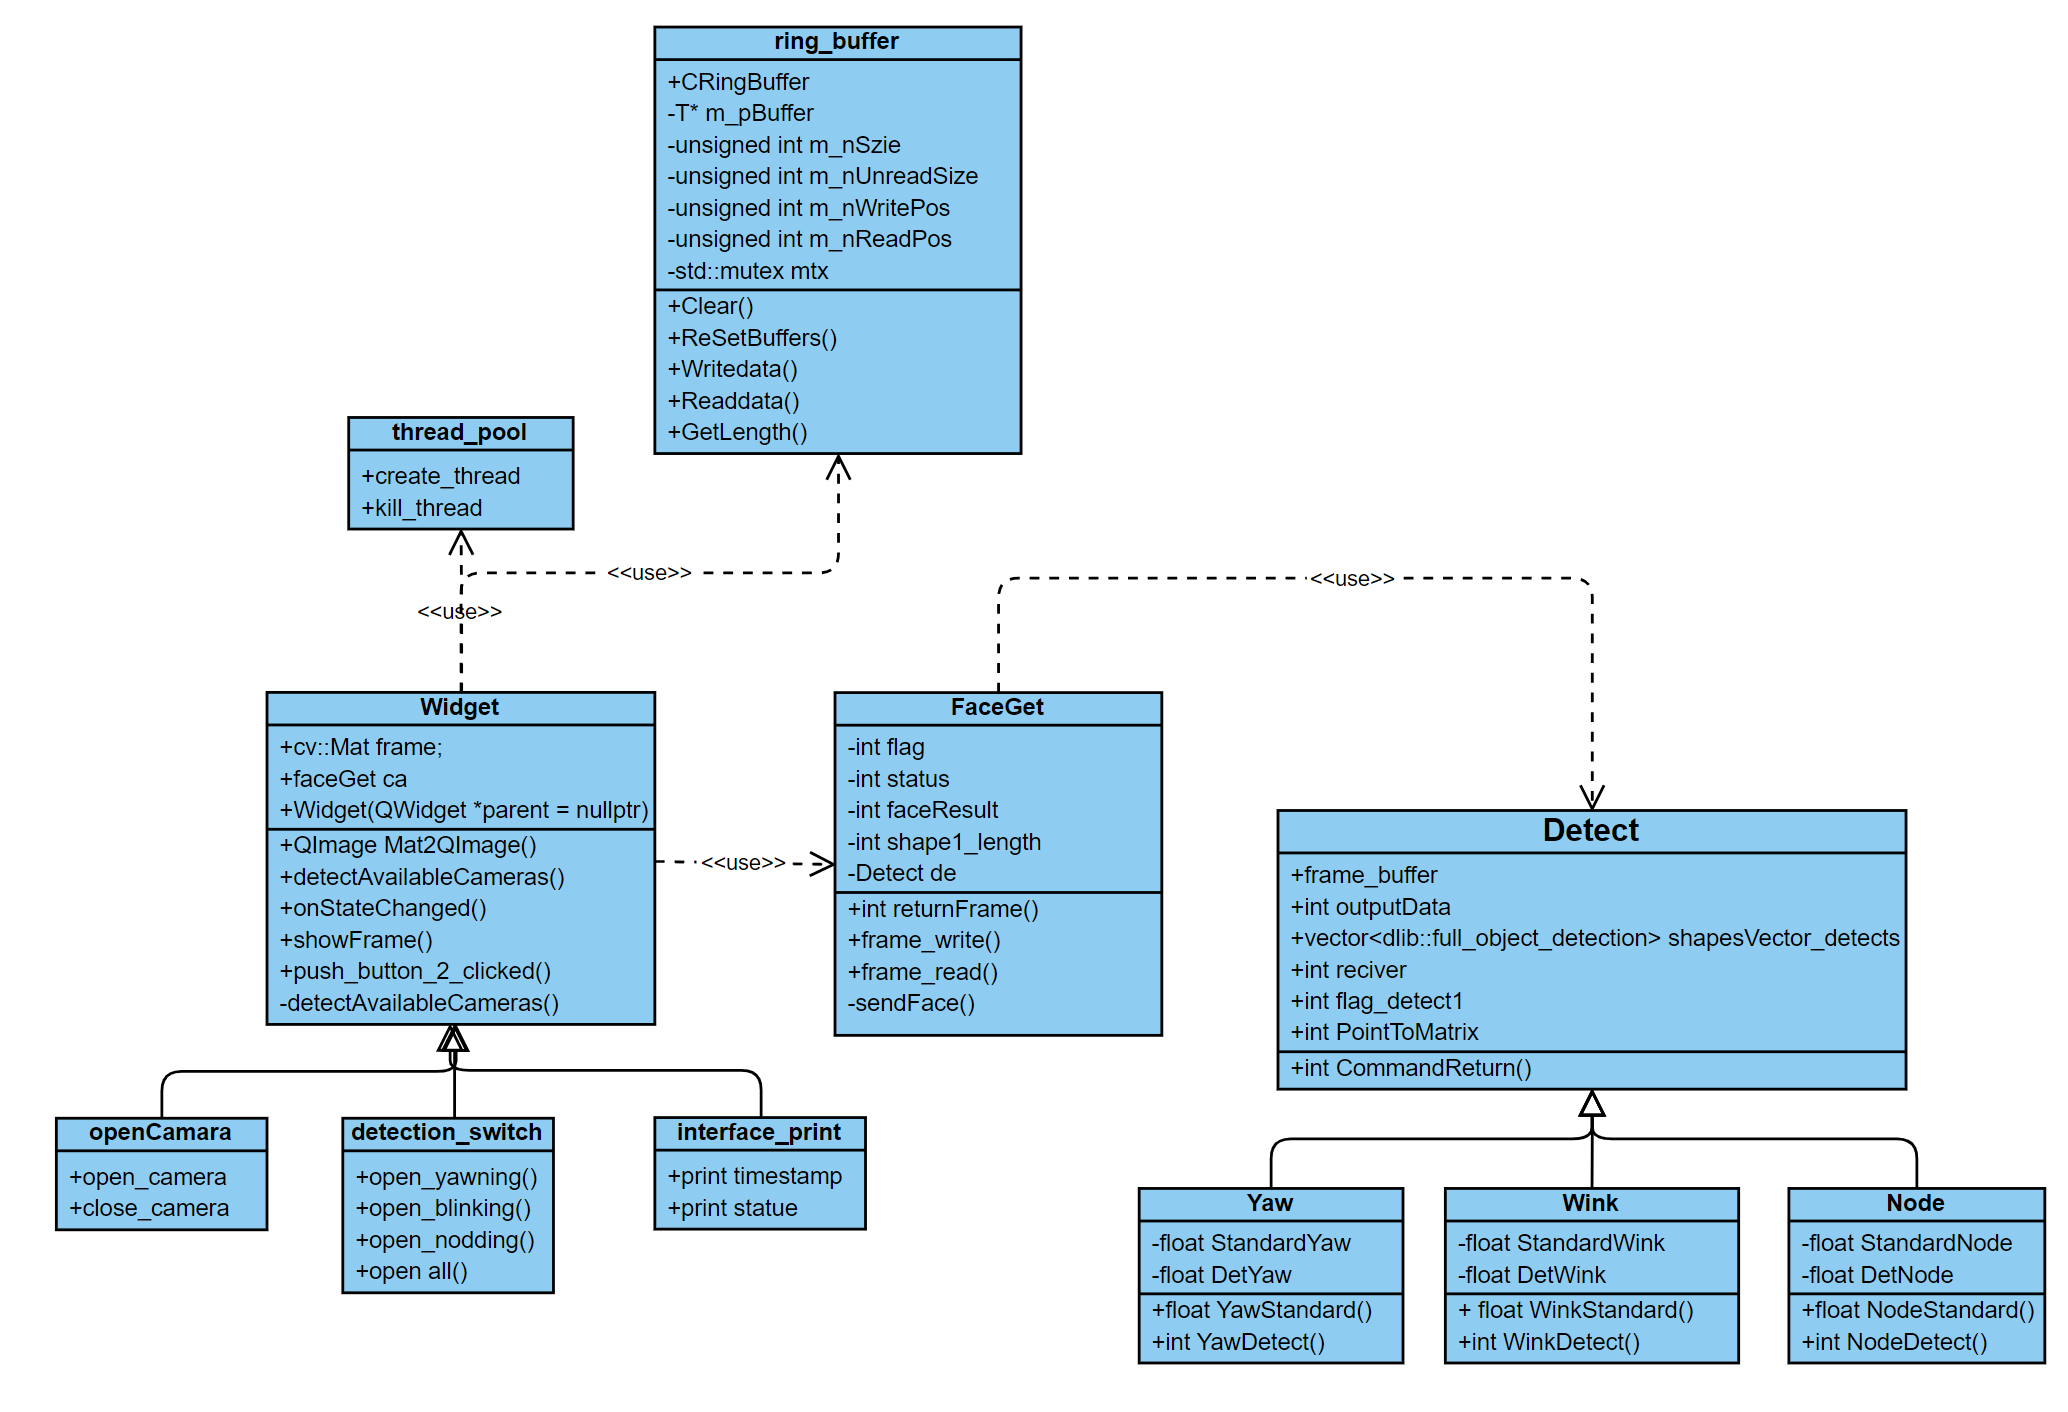 ring_buffer
+CRingBuffer
-T* m_pBuffer
-unsigned int m_nSzie
-unsigned int m_nUnreadSize
-unsigned int m_nWritePos
-unsigned int m_nReadPos
-std::mutex mtx
+Clear()
+ReSetBuffers()
+Writedata()
+Readdata()
+GetLength()
thread_pool
+create_thread
+kill_thread
<<use>>
<<use>>
<<use>>
Widget
+cv::Mat frame;
+faceGet ca
+Widget(QWidget *parent = nullptr)
+QImage Mat2QImage()
+detectAvailableCameras()
+onStateChanged()
+showFrame()
+push_button_2_clicked()
-detectAvailableCameras()
<<use>>
FaceGet
-int flag
-int status
-int faceResult
-int shape1_length
-Detect de
+int returnFrame()
+frame_write()
+frame_read()
-sendFace()
Detect
+frame_buffer
+int outputData
+vector<dlib::full_object_detection> shapesVector_detects
+int reciver
+int flag_detect1
+int PointToMatrix
+int CommandReturn()
openCamara
+open_camera
+close_camera
detection_switch
+open_yawning()
+open_blinking()
+open_nodding()
+open all()
interface_print
+print timestamp
+print statue
Yaw
-float StandardYaw
-float DetYaw
+float YawStandard()
+int YawDetect()
Wink
-float StandardWink
-float DetWink
+ float WinkStandard()
+int WinkDetect()
Node
-float StandardNode
-float DetNode
+float NodeStandard()
+int NodeDetect()